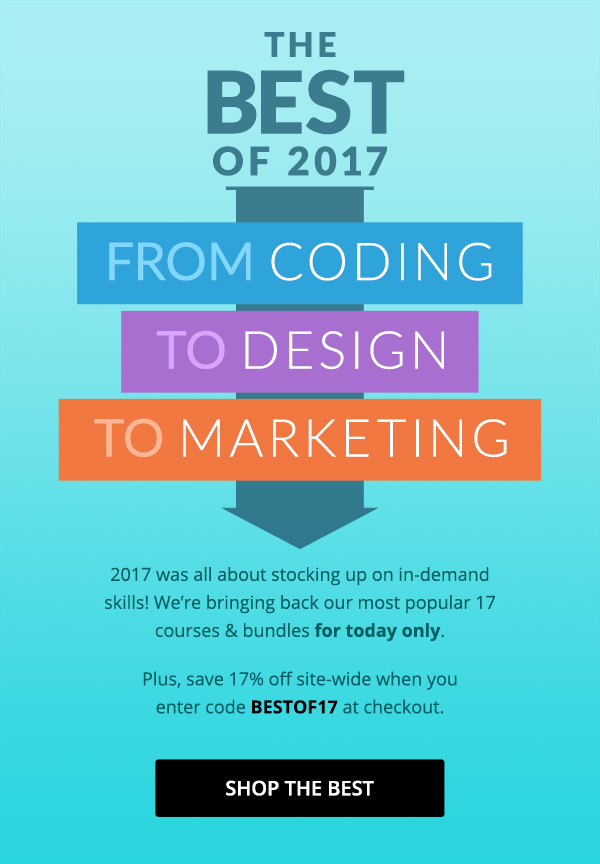 THE
BEST
OF 2017
FROM CODING
TO DESIGN
TO MARKETING
2017 was all about stocking up on in-demand
skills! We’re bringing back our most popular 17
courses & bundles for today only.
Plus, save 17% off site-wide when you
enter code BESTOF17 at checkout.
SHOP THE BEST